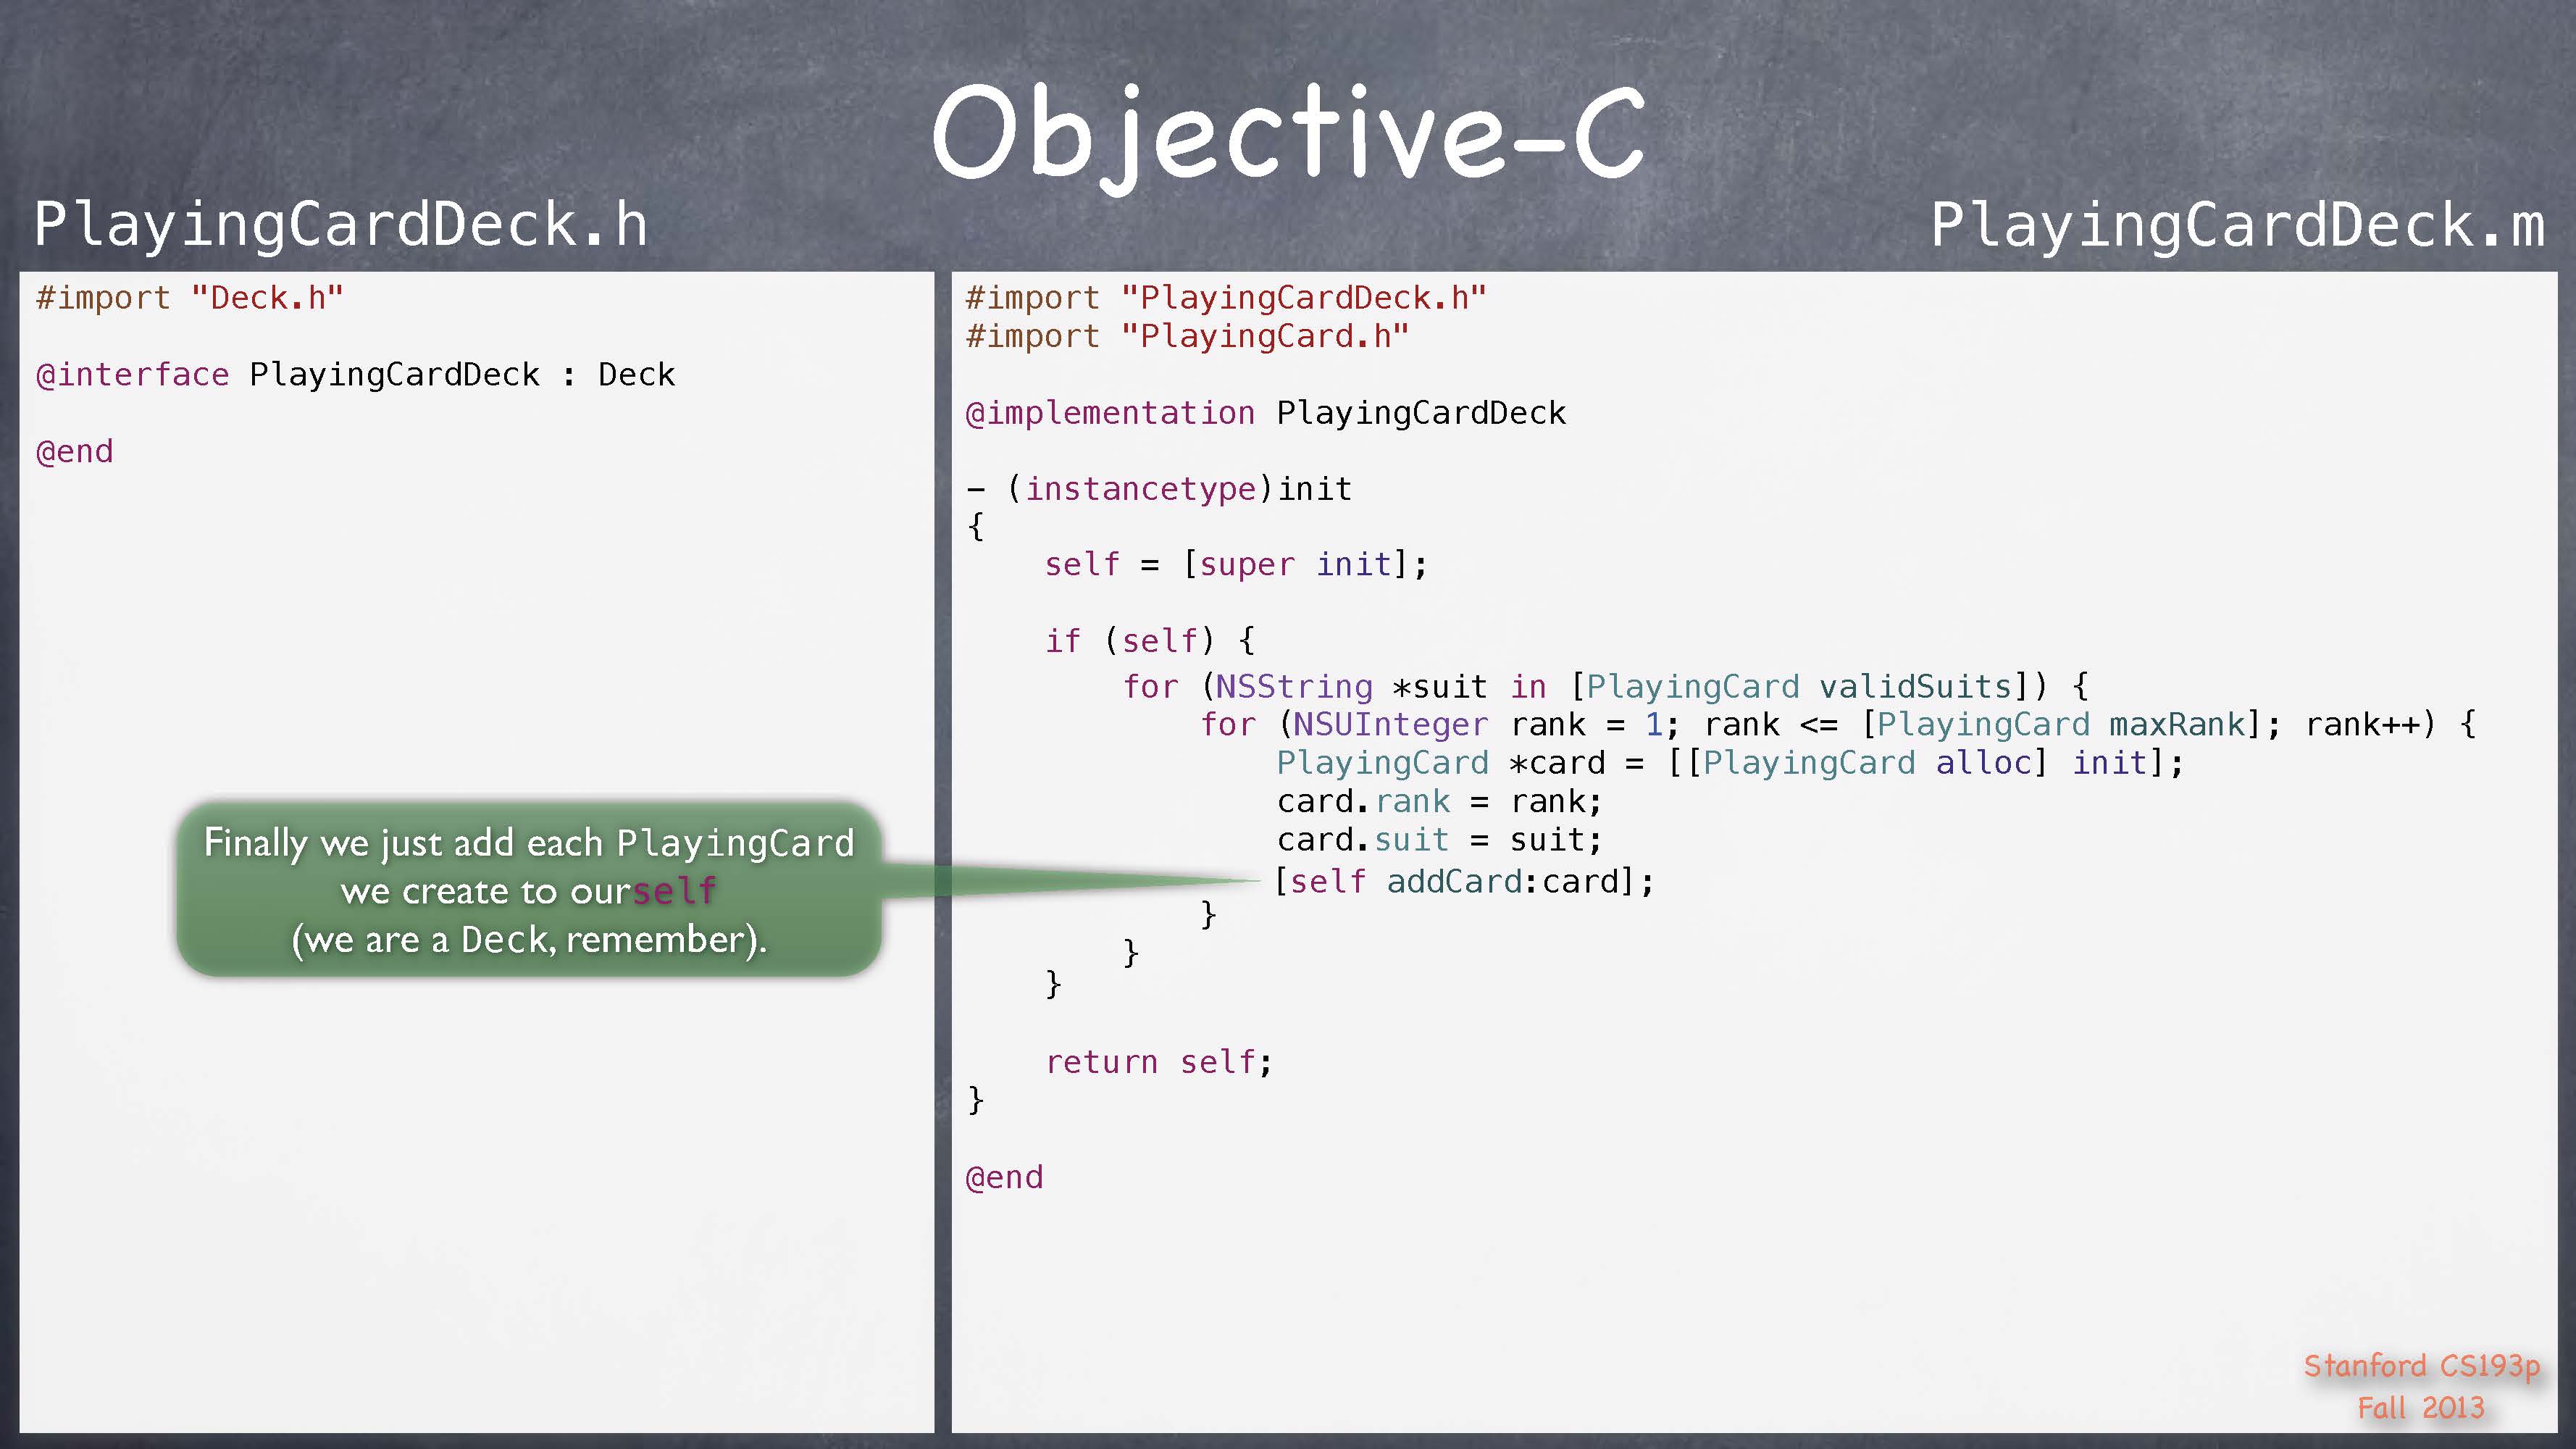 Objective-C
PlayingCardDeck.h
#import "Deck.h"
@interface PlayingCardDeck : Deck
@end
Finally we just add each PlayingCard
we create to ourself
(we are a Deck, remember).
PlayingCardDeck.m
#import "PlayingCardDeck.h"
#import "PlayingCard.h"
@implementation PlayingCardDeck
- (instancetype)init
{
    self = [super init];
    if (self) {
        for (NSString *suit in [PlayingCard validSuits]) {
            for (NSUInteger rank = 1; rank <= [PlayingCard maxRank]; rank++) {
                PlayingCard *card = [[PlayingCard alloc] init];
                card.rank = rank;
                card.suit = suit;
                [self addCard:card];
            }
        }
    }
    return self;
}
@end
Stanford CS193p
Fall 2013